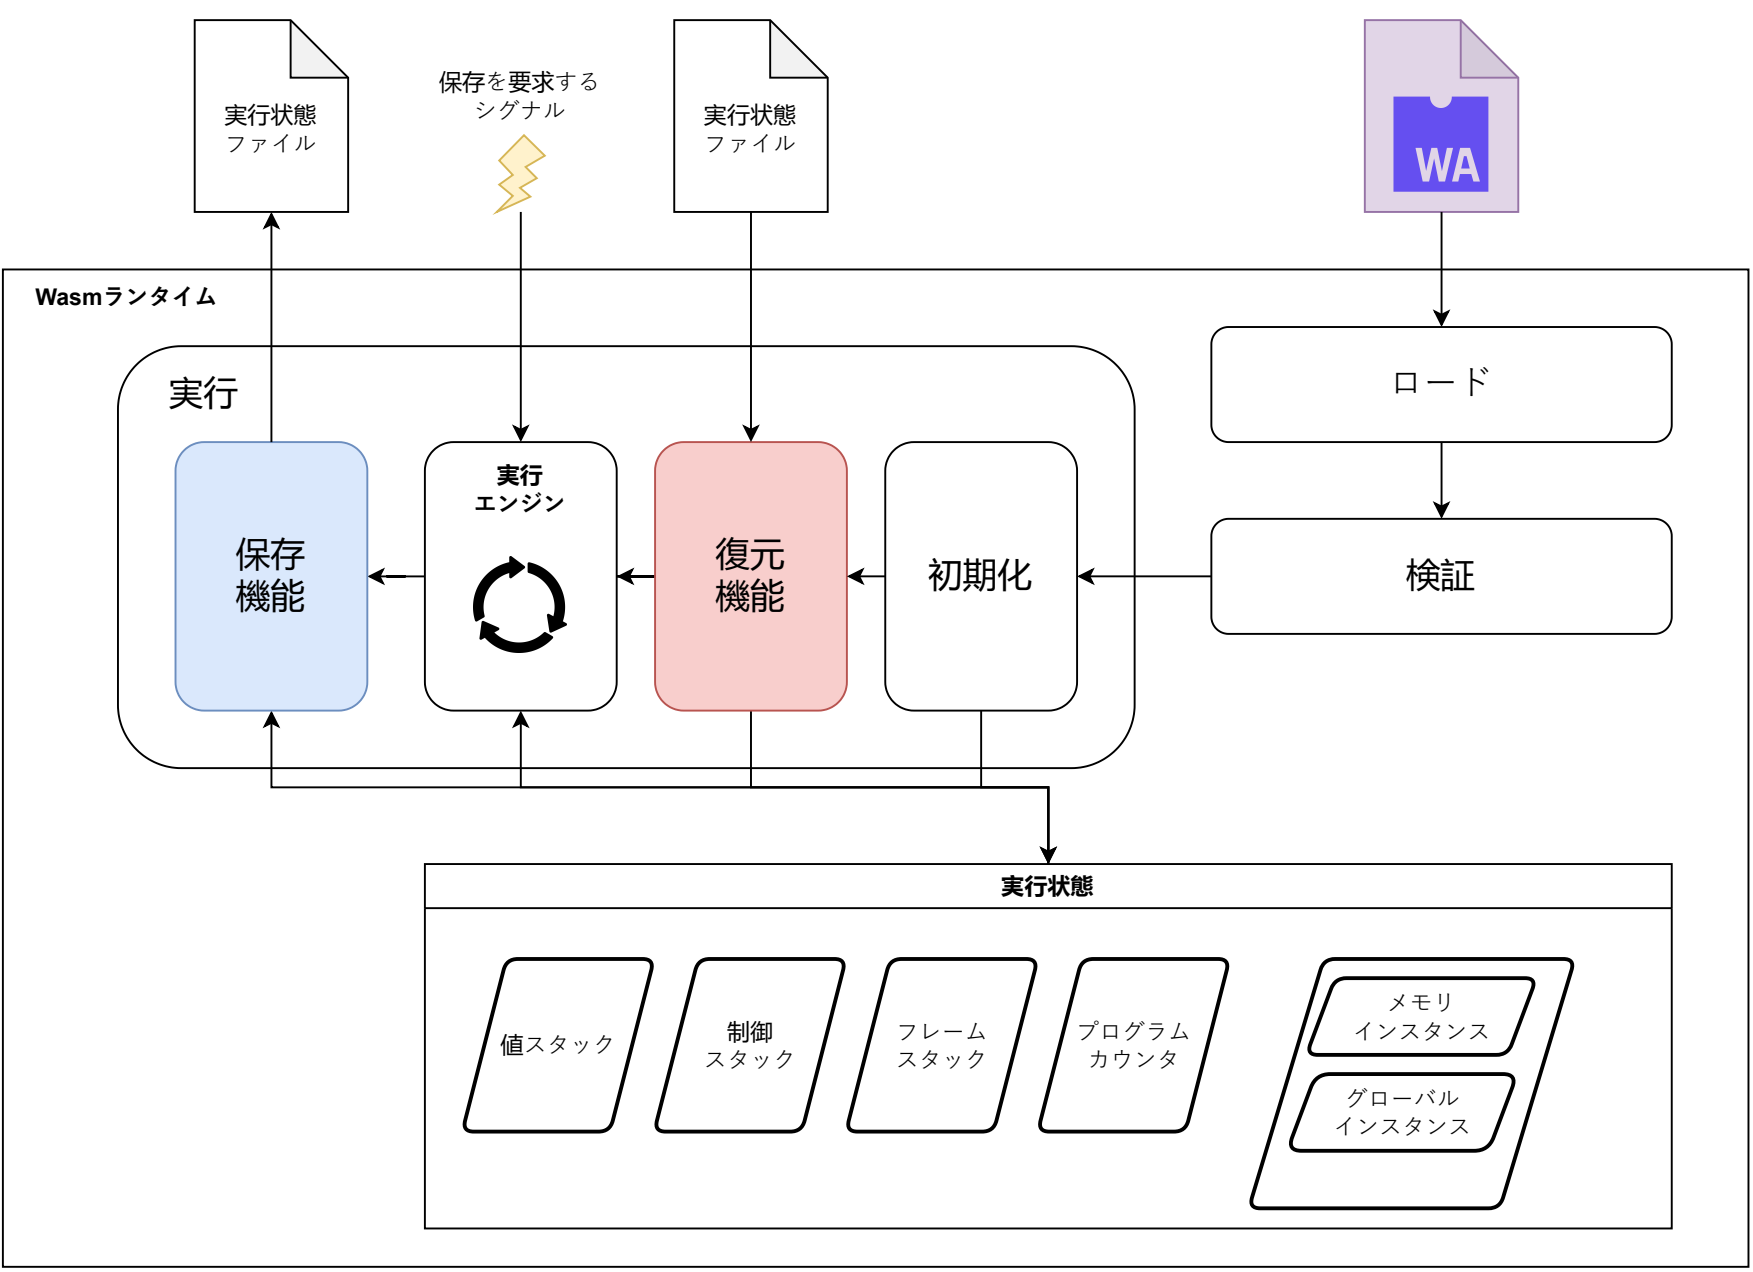 実行状態
ファイル
保存を要求する
シグナル
実行状態
ファイル
WA
Wasmランタイム
実行
ロード
保存
機能
実行
エンジン
復元
機能
初期化
検証
実行状態
値スタック
制御
スタック
フレーム
スタック
プログラム
カウンタ
メモリ
インスタンス
グローバル
インスタンス